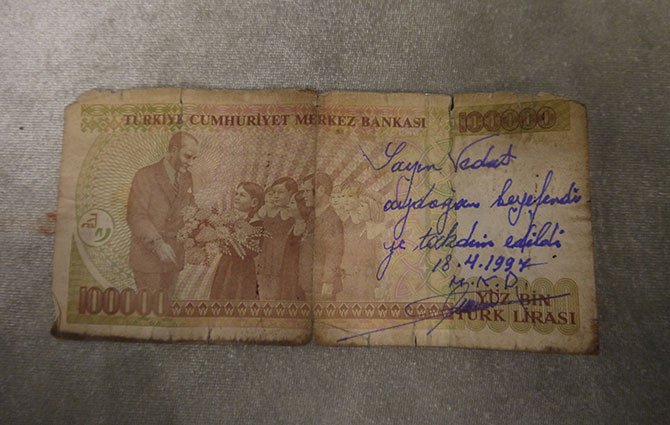 TÜRKİYE CUMHURİYET MERKEZ BANKASI
100000
Sayın Vedat
Aydoğan beyefendi
ye takdim edildi
18.4.1997
M.K.D.
100000
YÜZ BİN
TÜRK LİRASI